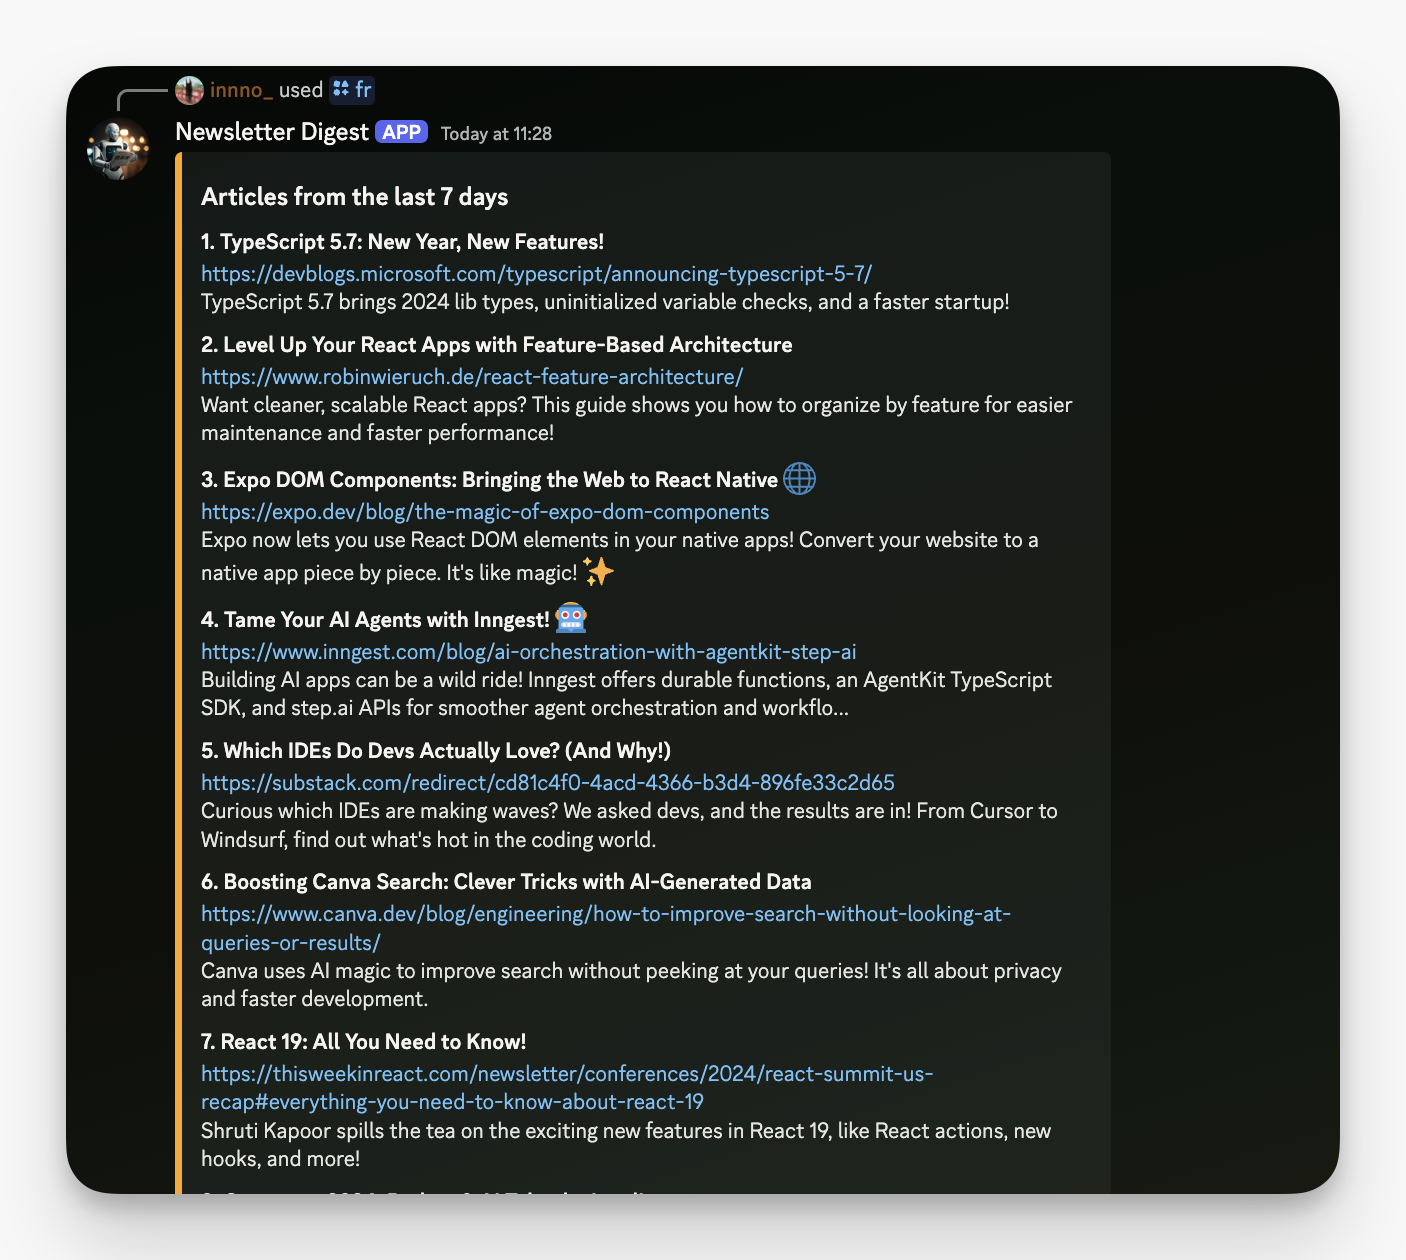 innno_ used fr
Newsletter Digest APP Today at 11:28
Articles from the last 7 days
1. TypeScript 5.7: New Year, New Features!
https://devblogs.microsoft.com/typescript/announcing-typescript-5-7/
TypeScript 5.7 brings 2024 lib types, uninitialized variable checks, and a faster startup!
2. Level Up Your React Apps with Feature-Based Architecture
https://www.robinwieruch.de/react-feature-architecture/
Want cleaner, scalable React apps? This guide shows you how to organize by feature for easier
maintenance and faster performance!
3. Expo DOM Components: Bringing the Web to React Native 🌐
https://expo.dev/blog/the-magic-of-expo-dom-components
Expo now lets you use React DOM elements in your native apps! Convert your website to a
native app piece by piece. It's like magic! ✨
4. Tame Your AI Agents with Inngest! 🤖
https://www.inngest.com/blog/ai-orchestration-with-agentkit-step-ai
Building AI apps can be a wild ride! Inngest offers durable functions, an AgentKit TypeScript
SDK, and step.ai APIs for smoother agent orchestration and workflo...
5. Which IDEs Do Devs Actually Love? (And Why!)
https://substack.com/redirect/cd81c4f0-4acd-4366-b3d4-896fe33c2d65
Curious which IDEs are making waves? We asked devs, and the results are in! From Cursor to
Windsurf, find out what's hot in the coding world.
6. Boosting Canva Search: Clever Tricks with AI-Generated Data
https://www.canva.dev/blog/engineering/how-to-improve-search-without-looking-at-
queries-or-results/
Canva uses AI magic to improve search without peeking at your queries! It's all about privacy
and faster development.
7. React 19: All You Need to Know!
https://thisweekinreact.com/newsletter/conferences/2024/react-summit-us-
recap#everything-you-need-to-know-about-react-19
Shruti Kapoor spills the tea on the exciting new features in React 19, like React actions, new
hooks, and more!